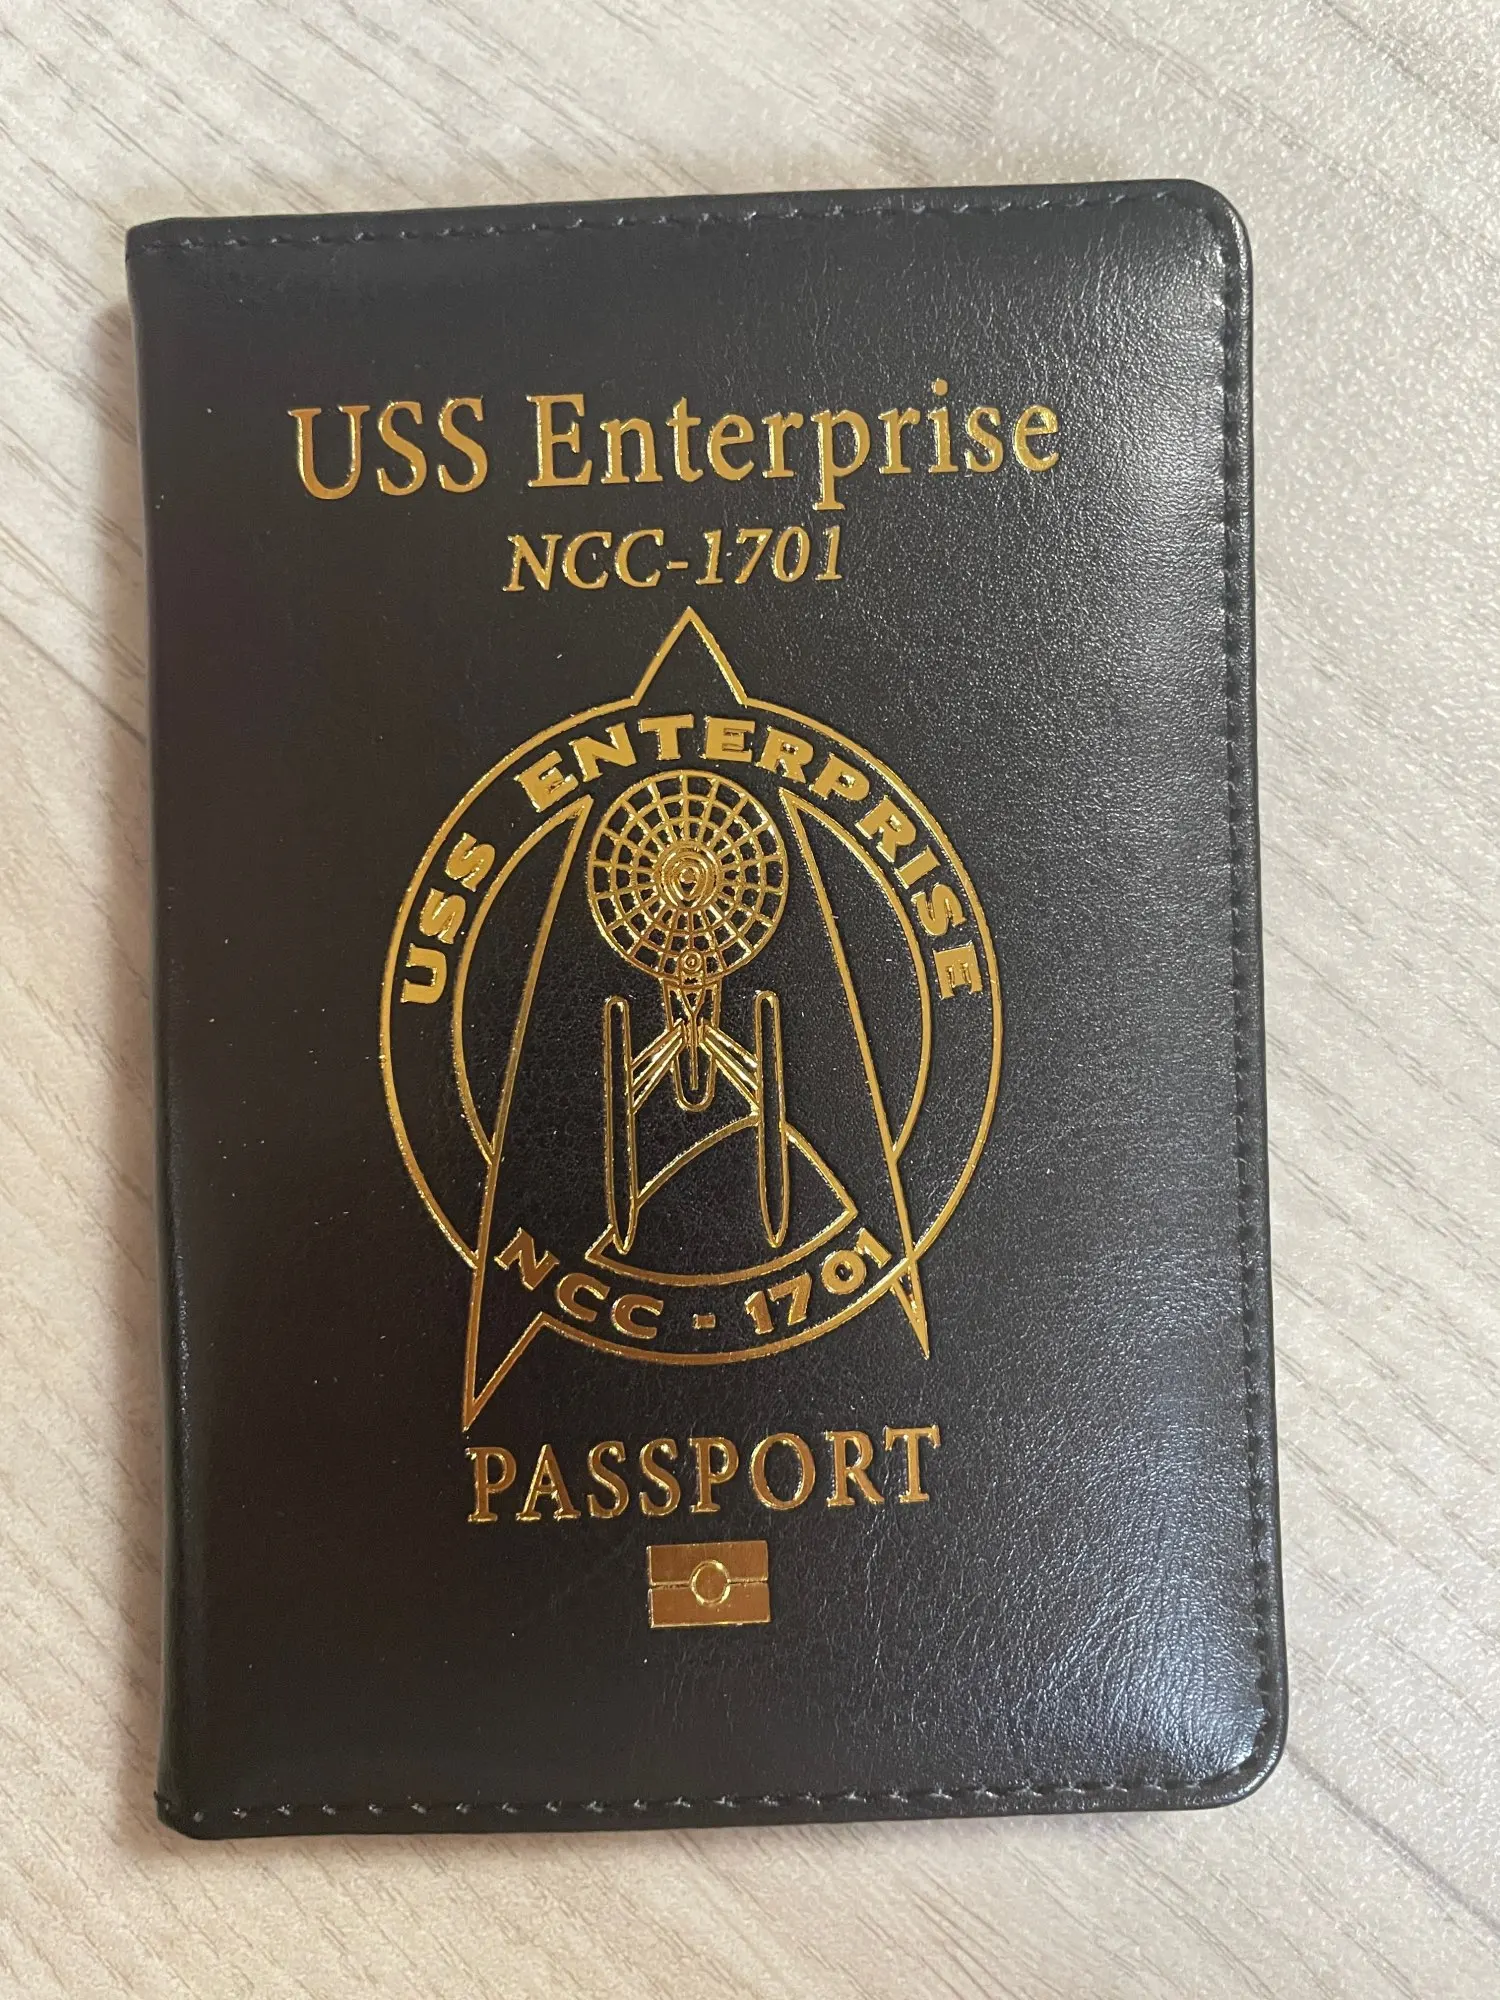 USS Enterprise
NCC-1701
USS ENTERPRISE
NCC - 1701
PASSPORT